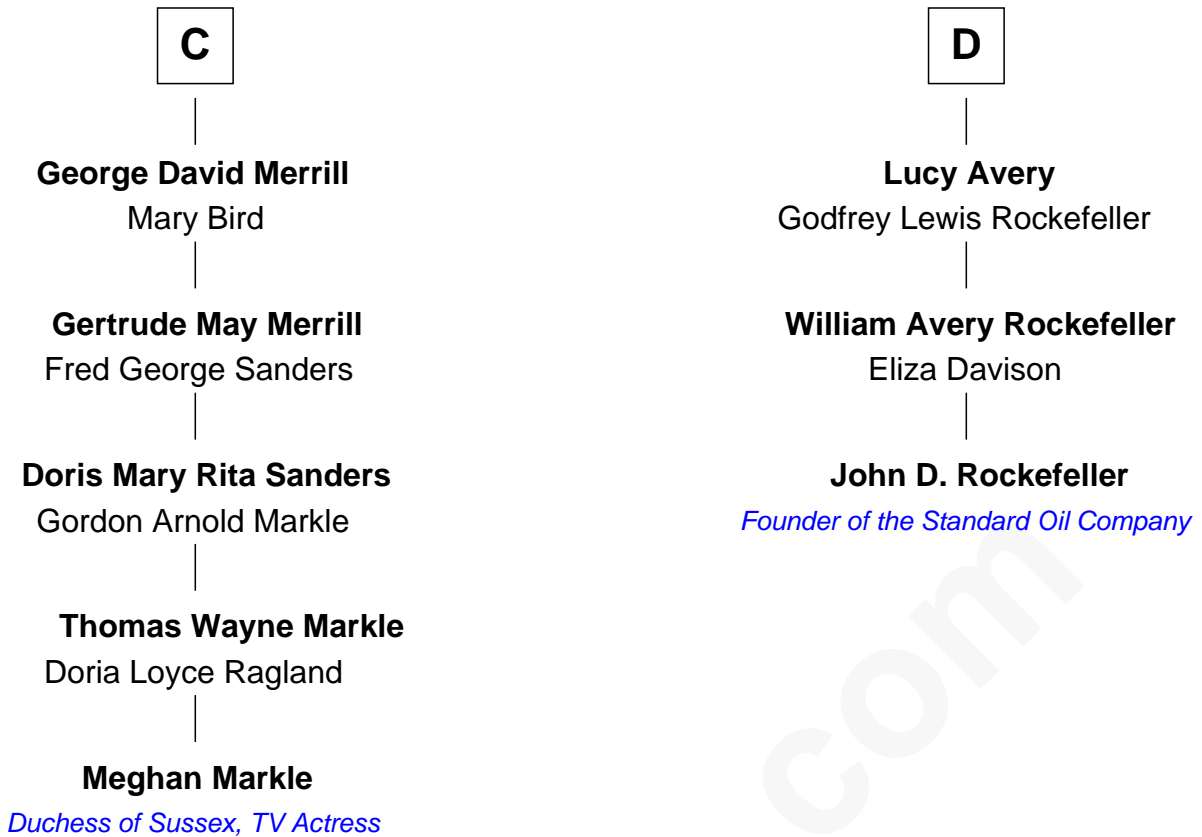 C
George David Merrill
Mary Bird
Gertrude May Merrill
Fred George Sanders
Doris Mary Rita Sanders
Gordon Arnold Markle
Thomas Wayne Markle
Doria Loyce Ragland
Meghan Markle
Duchess of Sussex, TV Actress
D
Lucy Avery
Godfrey Lewis Rockefeller
William Avery Rockefeller
Eliza Davison
John D. Rockefeller
Founder of the Standard Oil Company
com